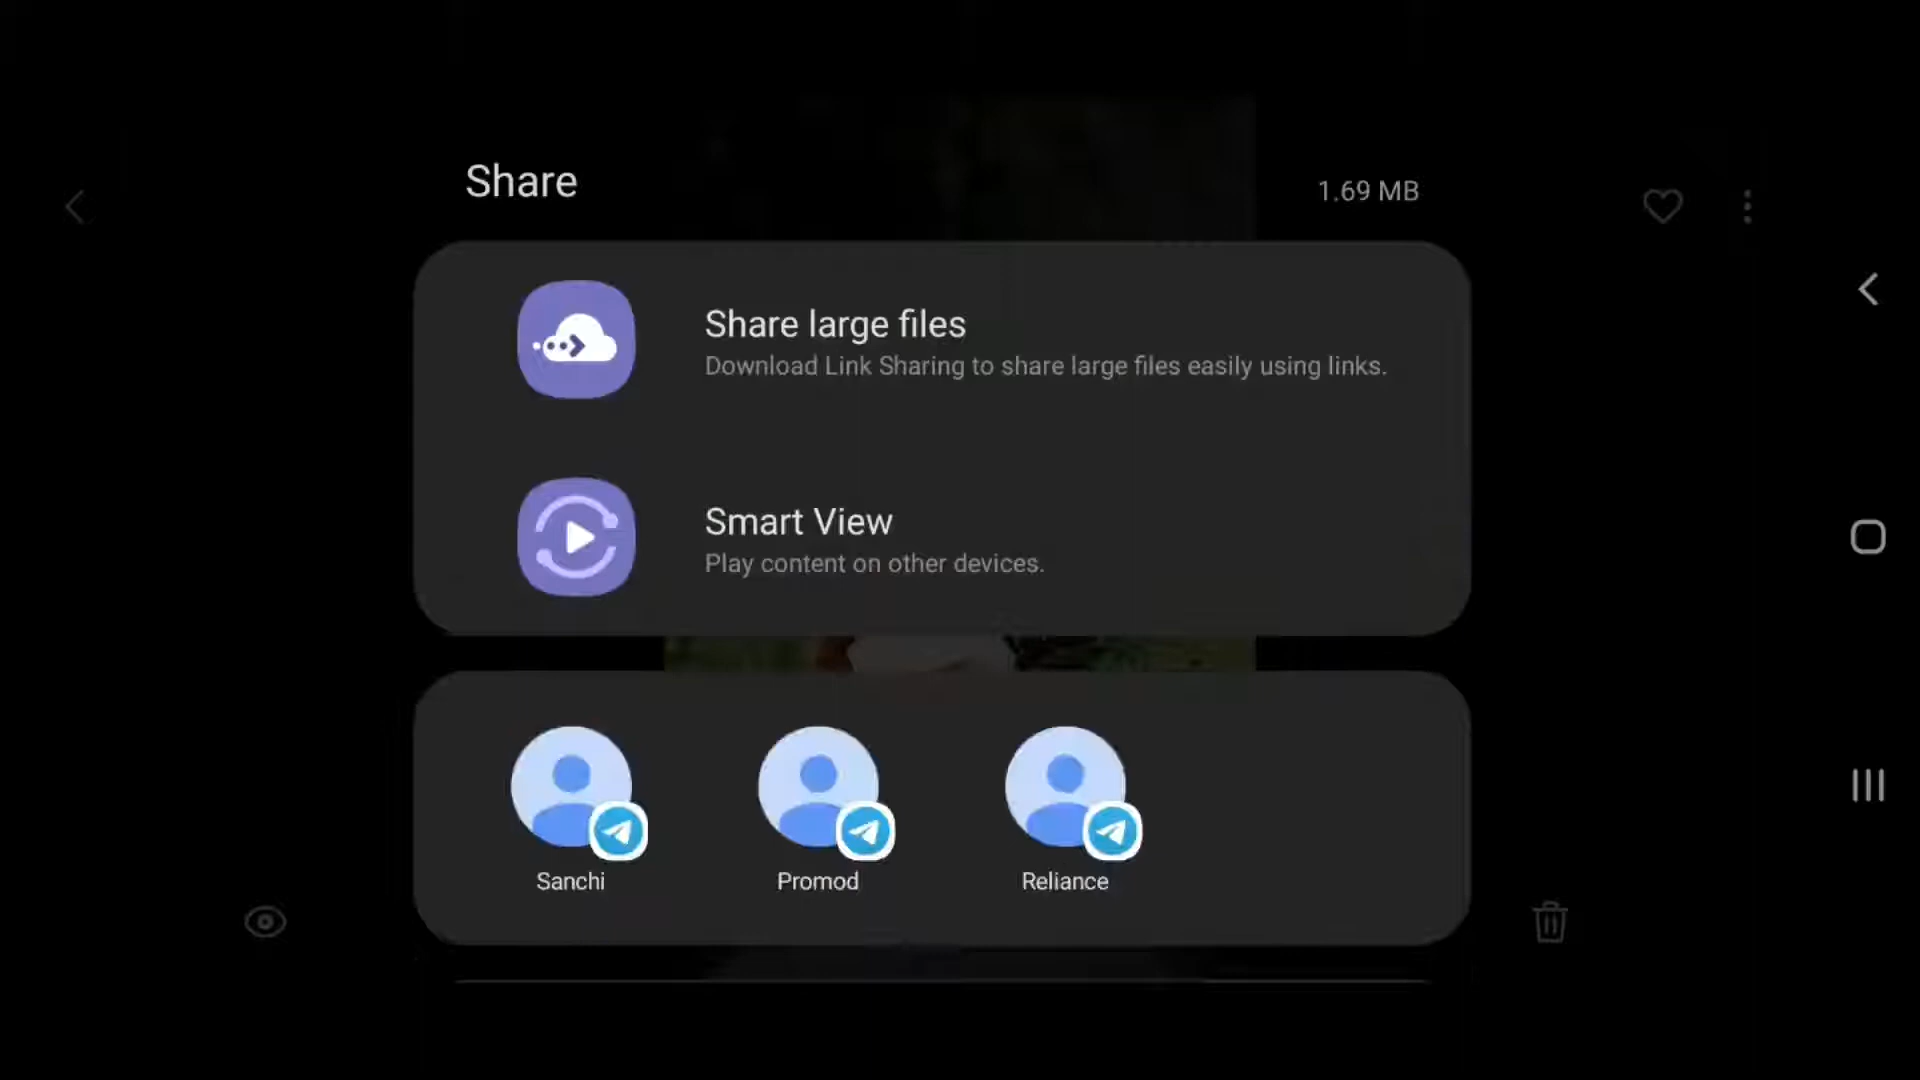 Share
1.69 MB
Share large files
Download Link Sharing to share large files easily using links.
Smart View
Play content on other devices.
Sanchi
Promod
Reliance